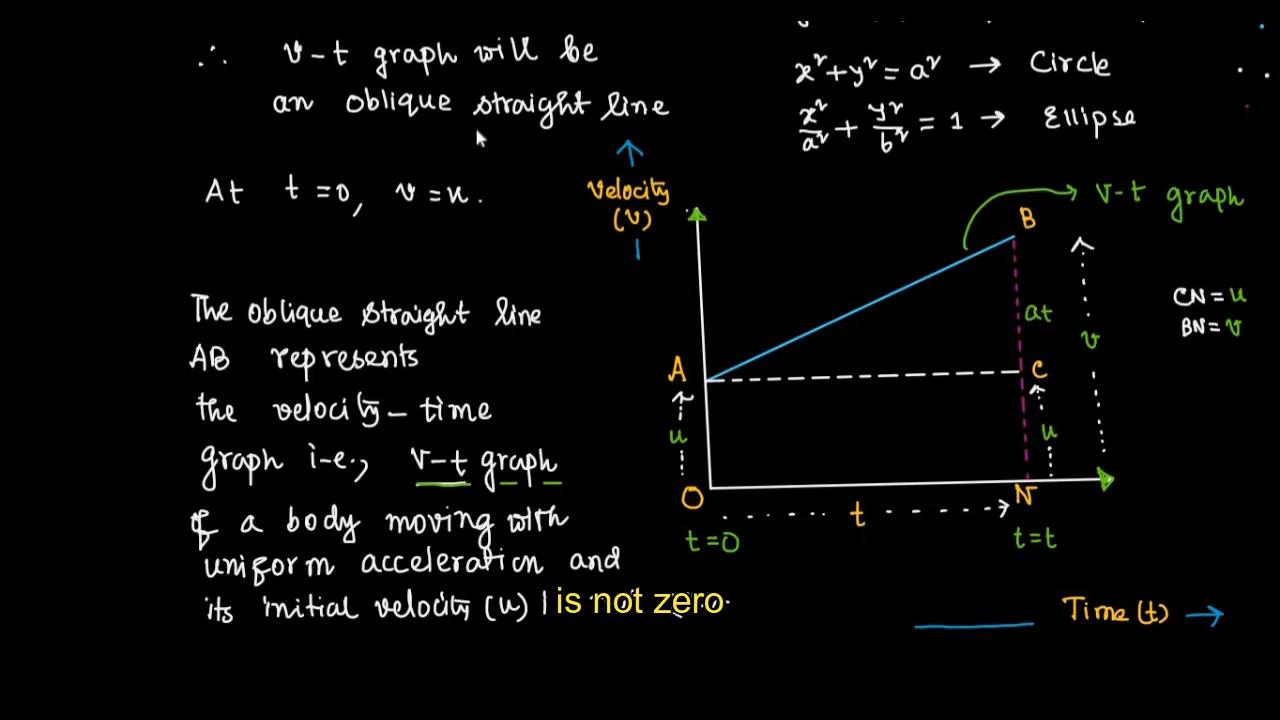 ∴ v-t graph will be
an oblique straight line
At t=0, v=u.
The oblique straight line
AB represents
the velocity-time
graph i-e., v-t graph
of a body moving with
uniform acceleration and
its initial velocity (u) is not zero
x²+y²=a² → Circle
x²/a² + y²/b² = 1 → Ellipse
Velocity
(v)
v-t graph
B
at
v
CN=u
BN=v
A
C
u
u
O
N
t
t=0
t=t
Time (t) →